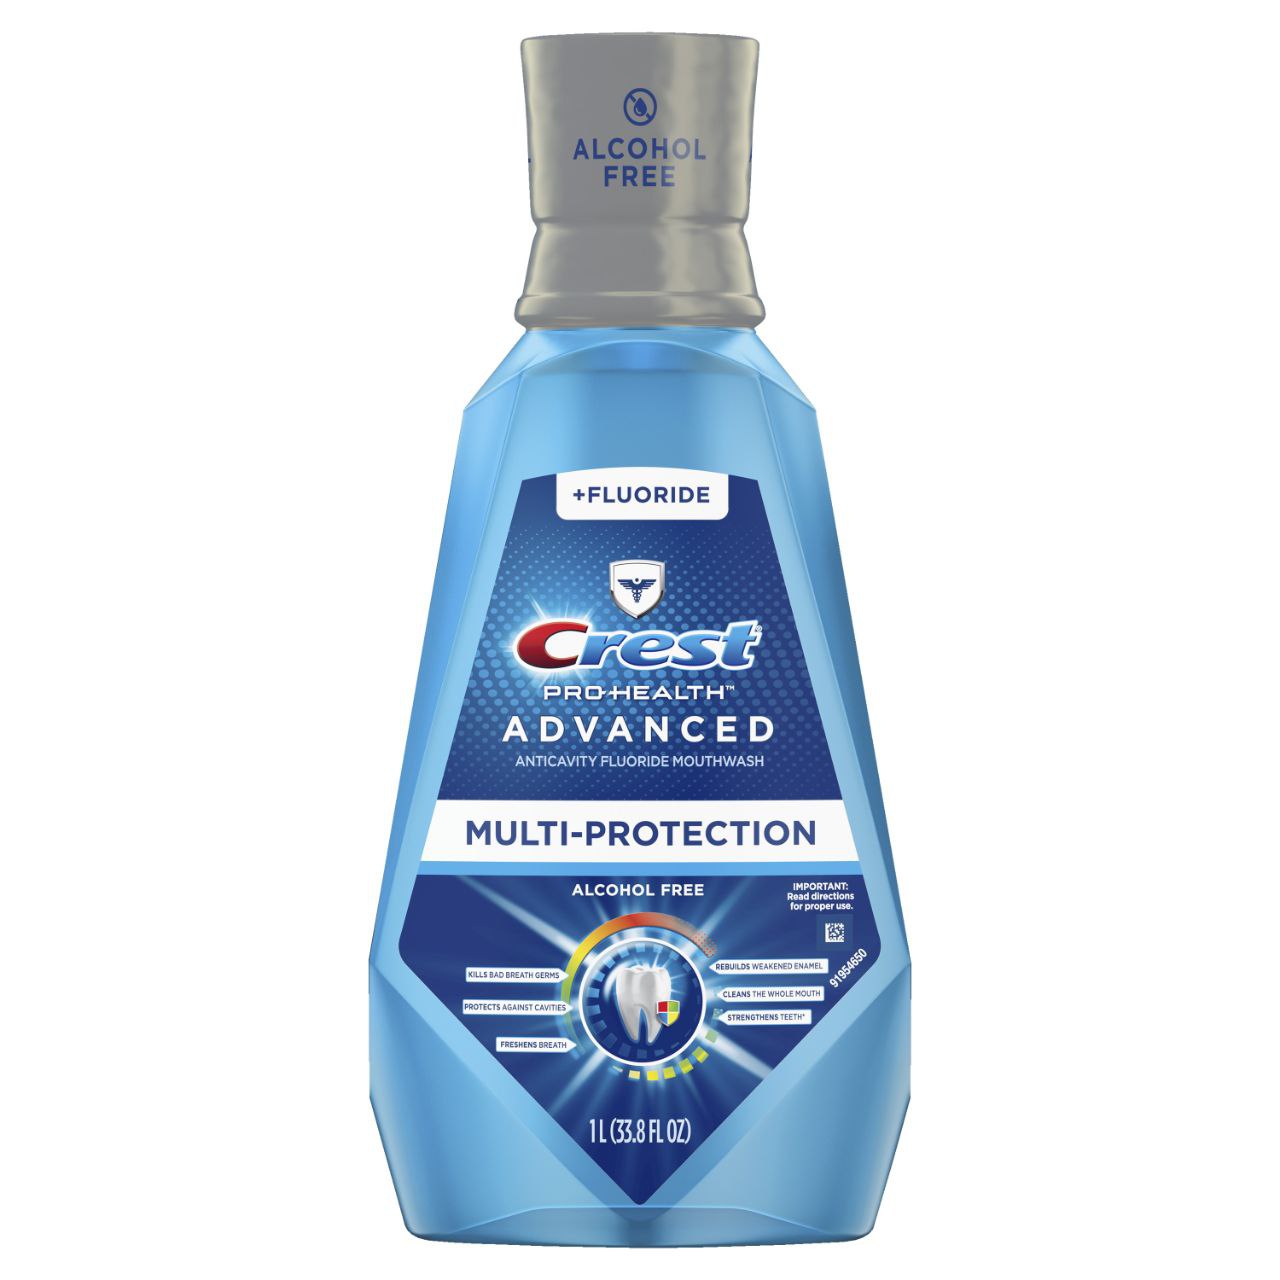 ALCOHOL
FREE
+FLUORIDE
Crest®
PRO-HEALTH™
ADVANCED
ANTICAVITY FLUORIDE MOUTHWASH
MULTI-PROTECTION
ALCOHOL FREE
IMPORTANT:
Read directions
for proper use.
91954650
KILLS BAD BREATH GERMS
PROTECTS AGAINST CAVITIES
FRESHENS BREATH
REBUILDS WEAKENED ENAMEL
CLEANS THE WHOLE MOUTH
STRENGTHENS TEETH*
1 L (33.8 FL OZ)